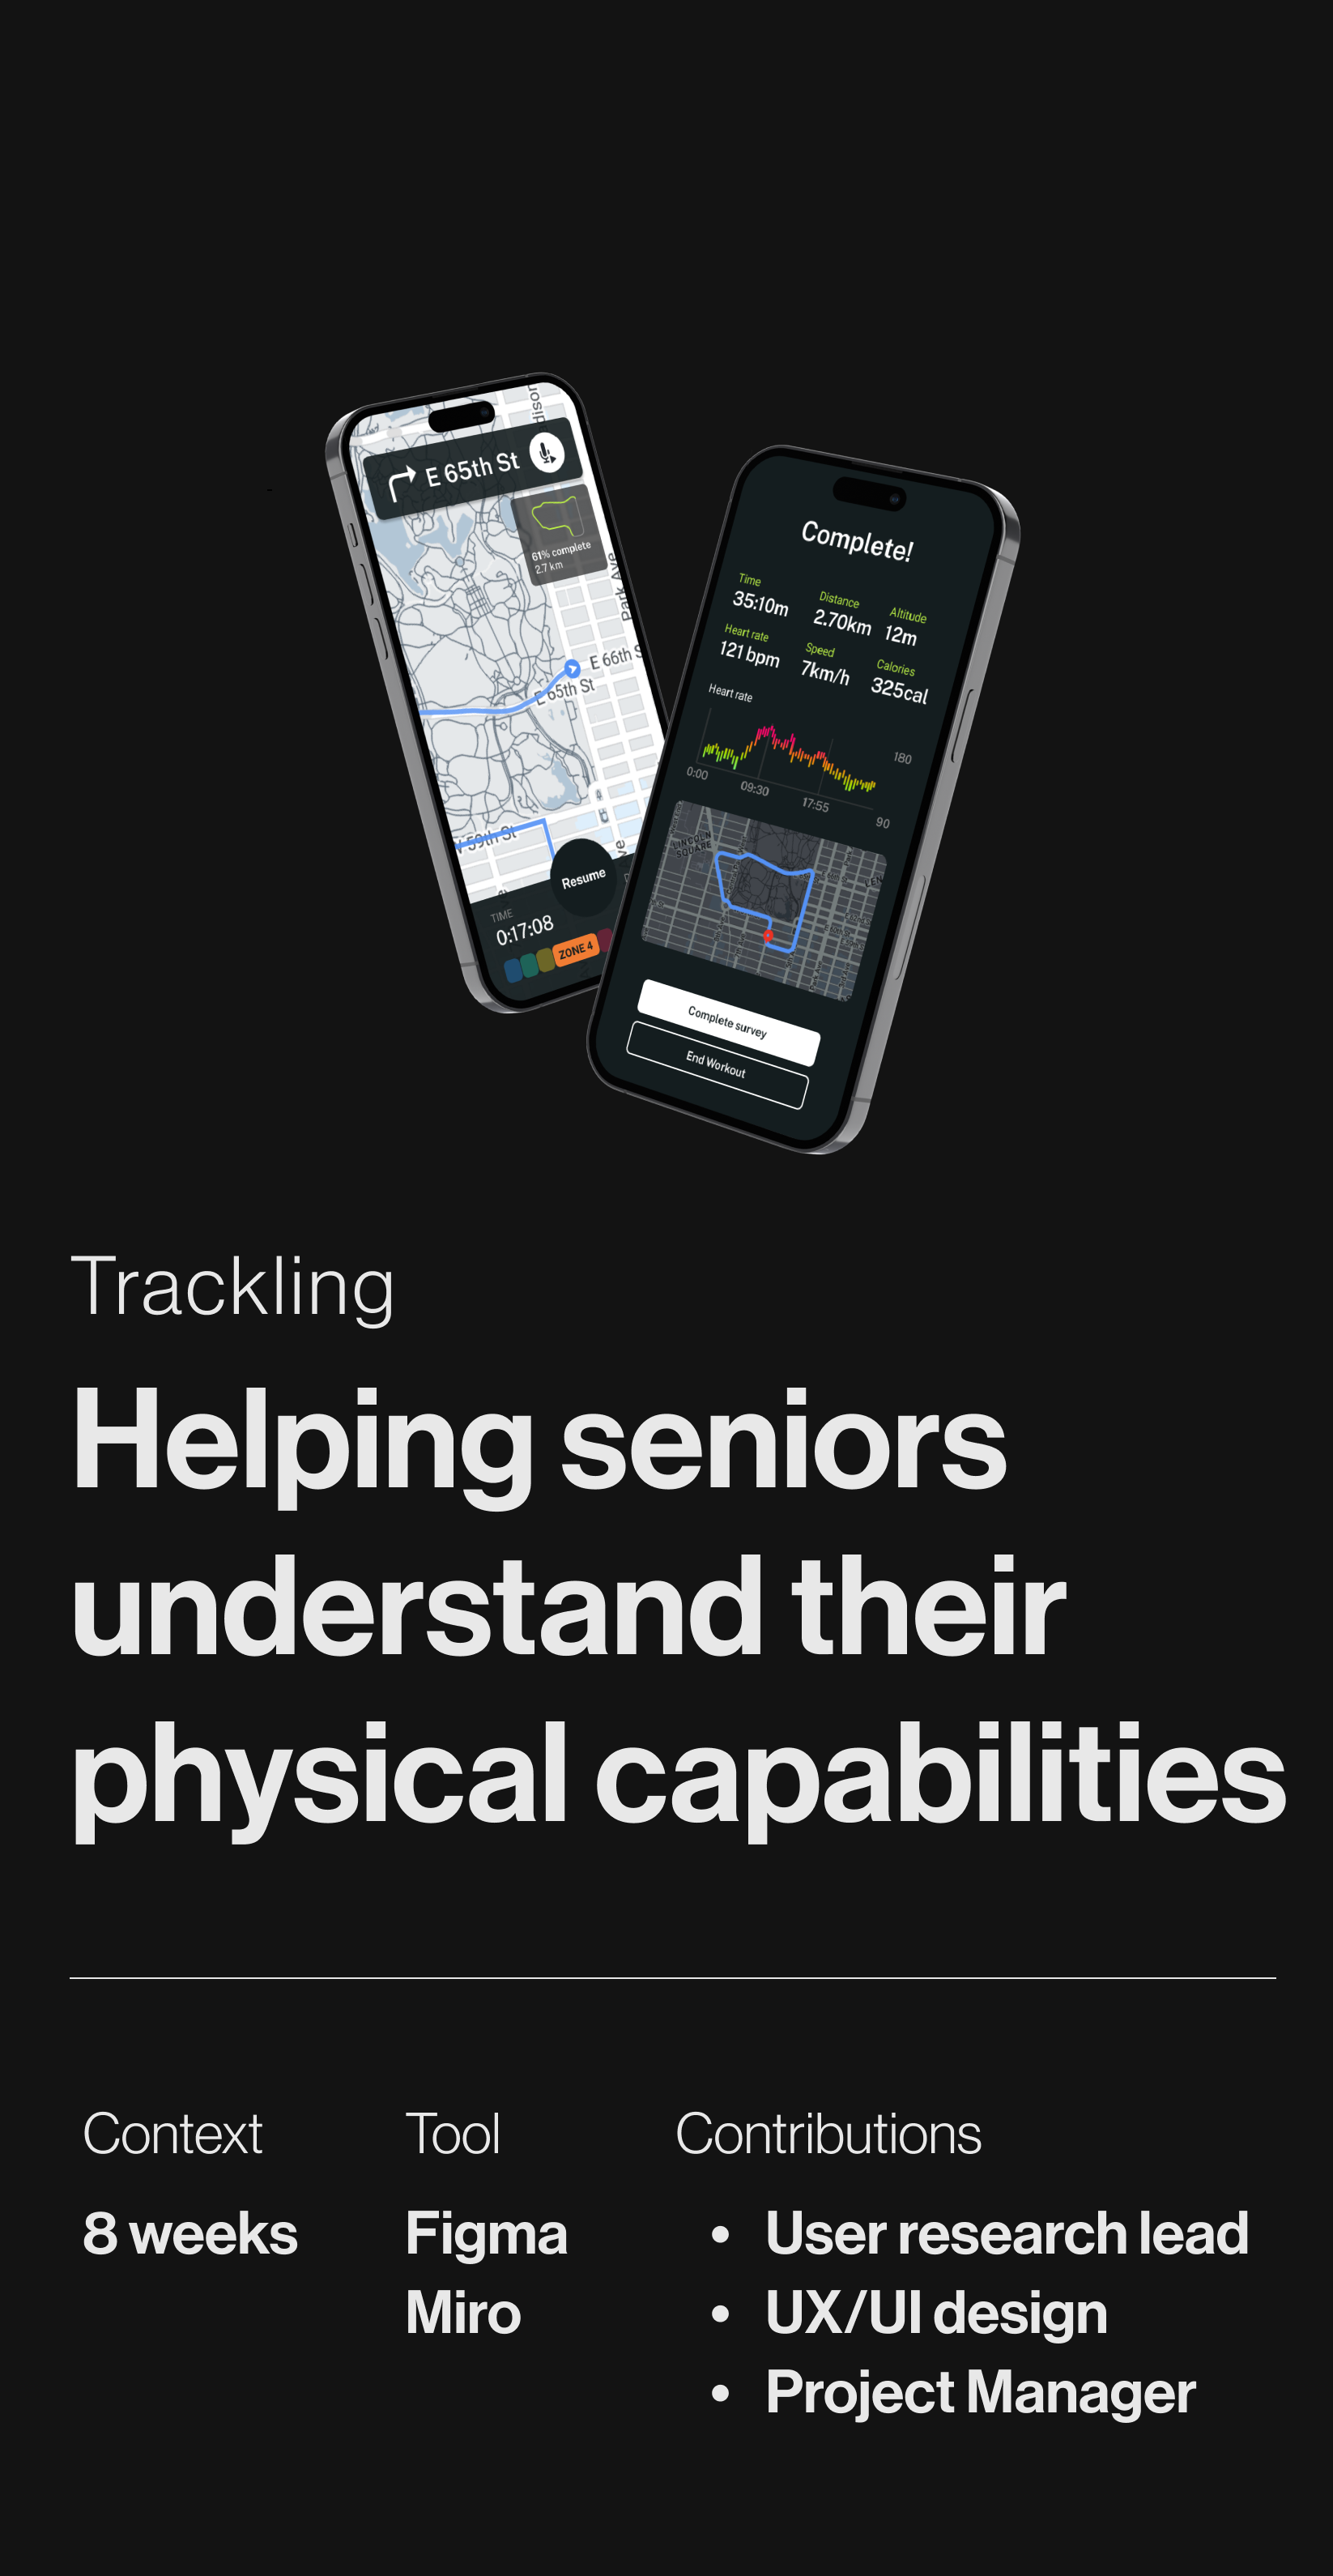 E 65th St
61% complete
2.7 km
Park Ave
E 66th S
E 65th St
59th St
Resume
TIME
0:17:08
ZONE 4
Complete!
Time
Distance
Altitude
35:10m
2.70km
12m
Heart rate
Speed
Calories
121 bpm
7km/h
325cal
Heart rate
180
0:00
09:30
17:55
90
LINCOLN
SQUARE
Complete survey
End Workout
Trackling
Helping seniors
understand their
physical capabilities
Context
Tool
Contributions
8 weeks
Figma
• User research lead
Miro
• UX/UI design
• Project Manager